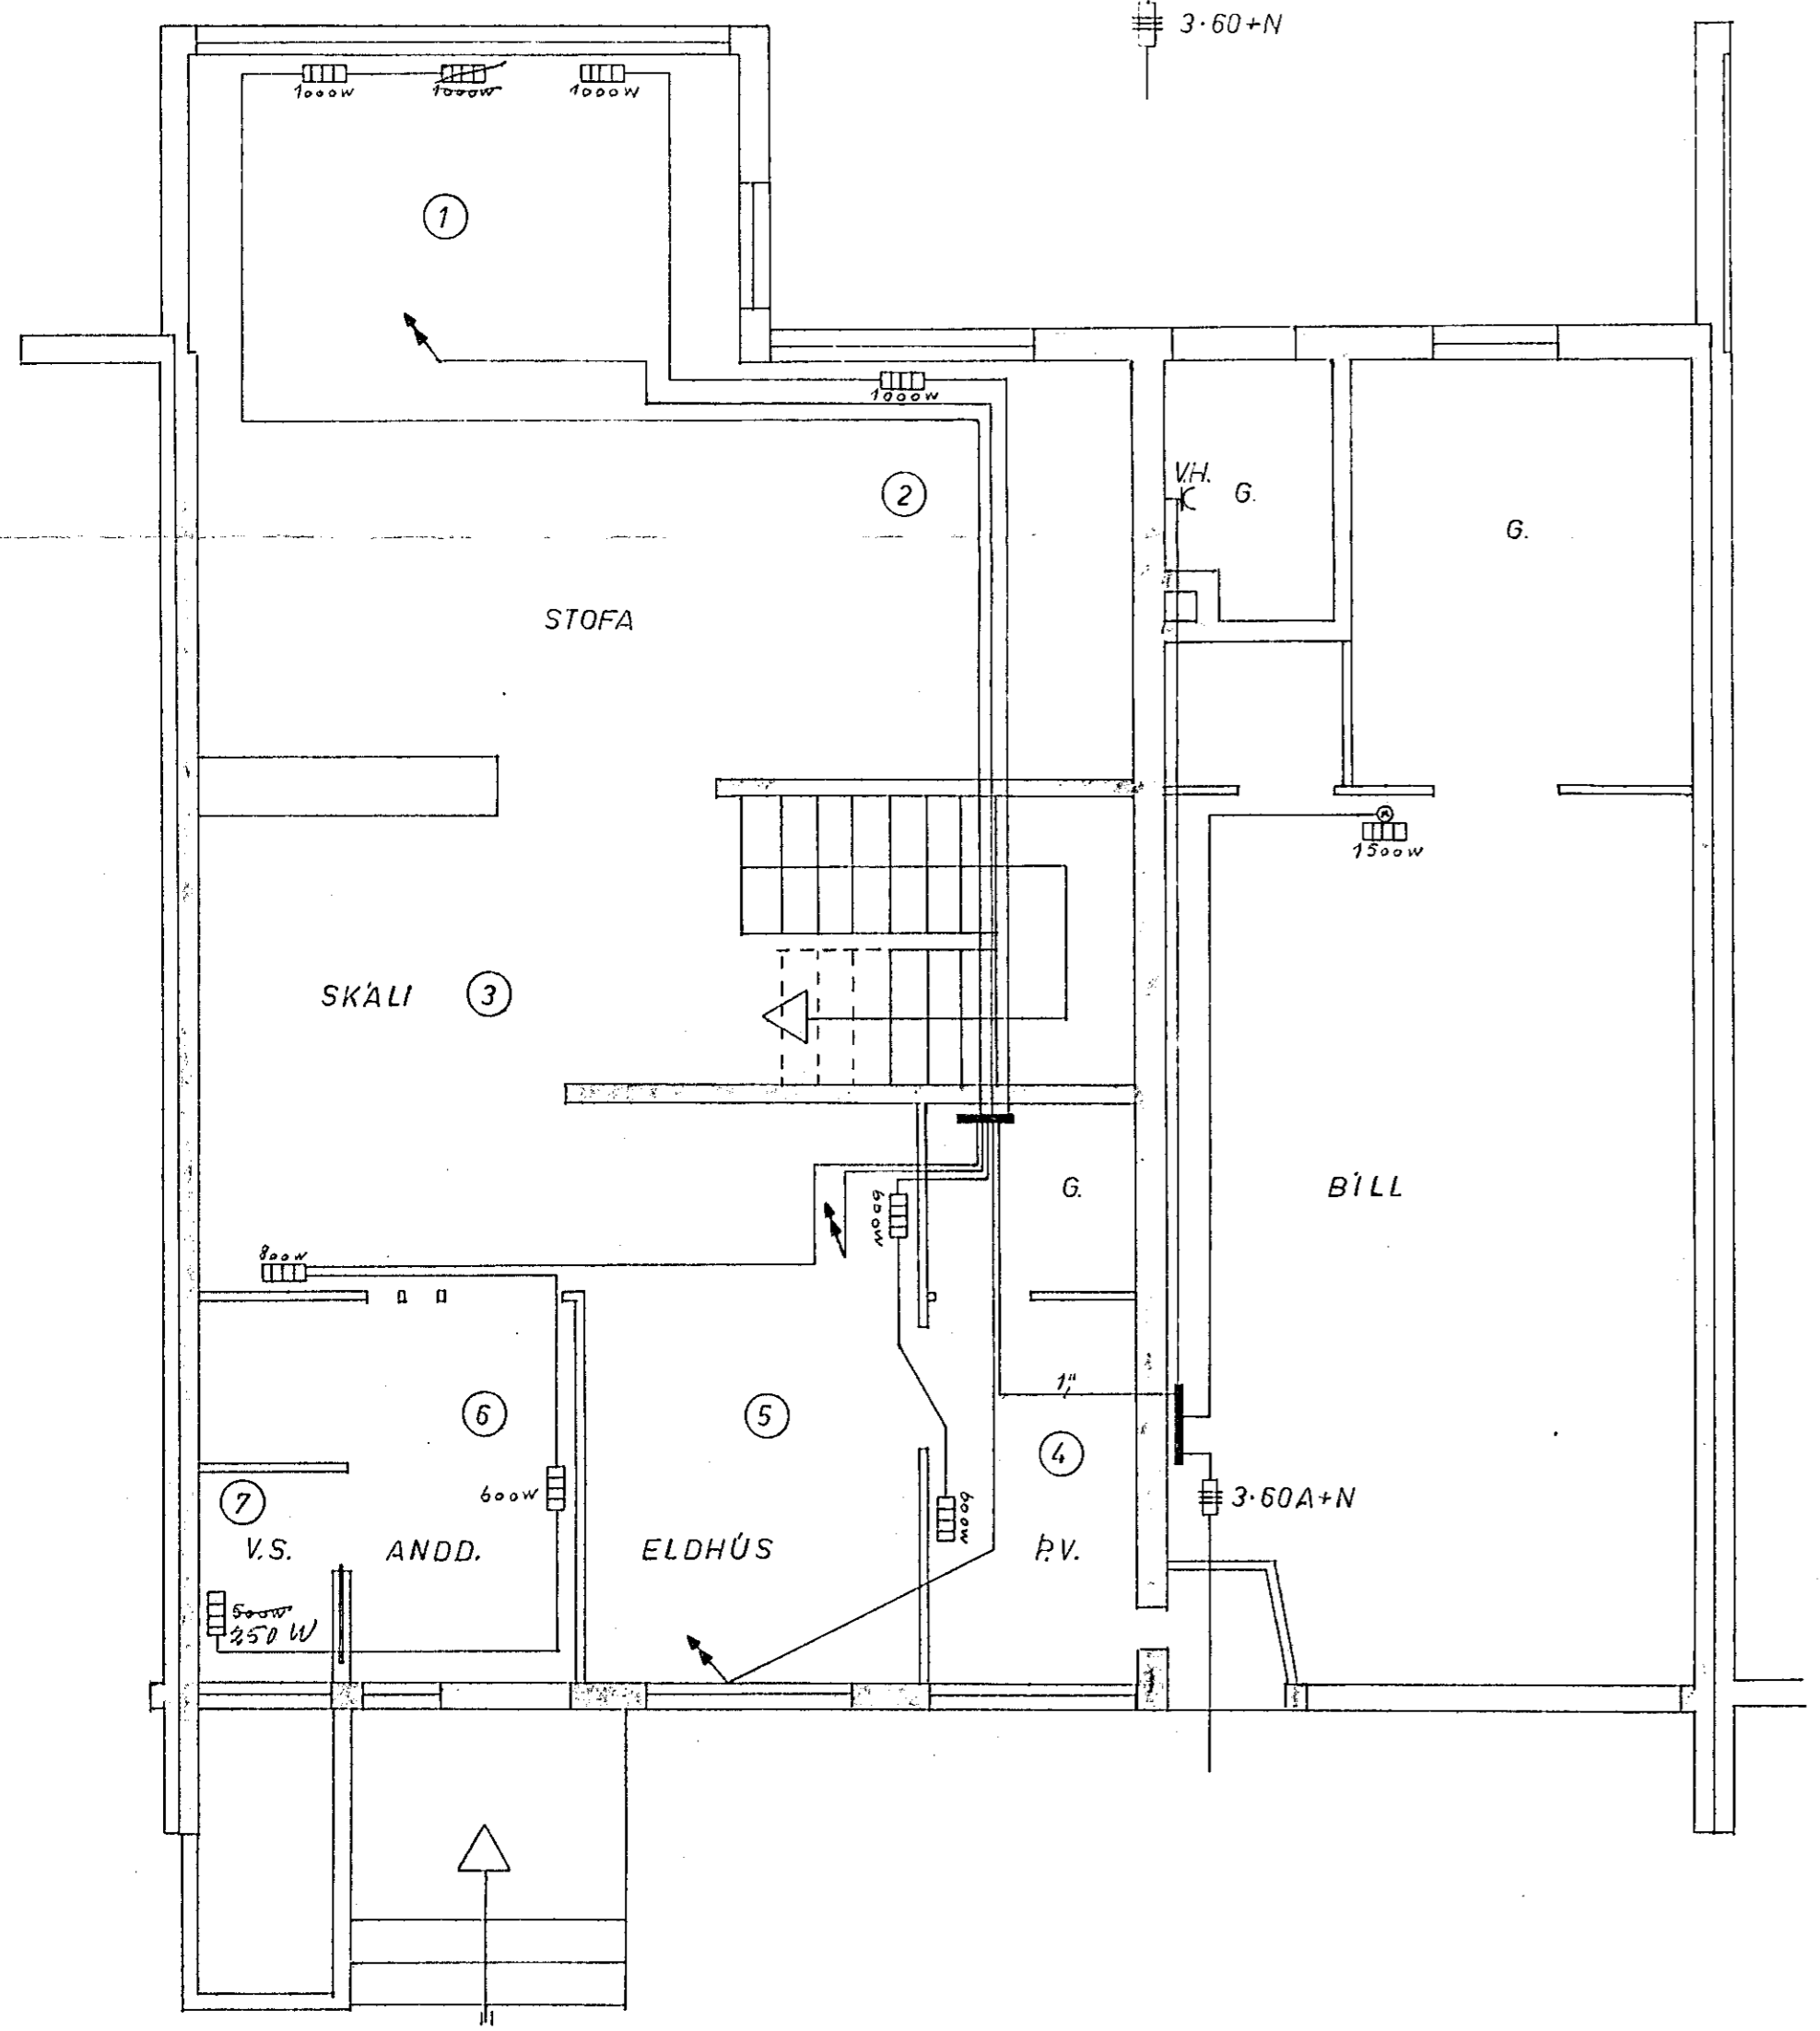 3·60+N
1000W 1000W 1000W
1
1000W
2
V.H.
G.
G.
STOFA
1500W
SKÁLI 3
G.
BÍLL
600W
800W
1"
6
5
4
7
600W
600W
3·60A+N
V.S.
ANDD.
ELDHÚS
Þ.V.
500W
250 W